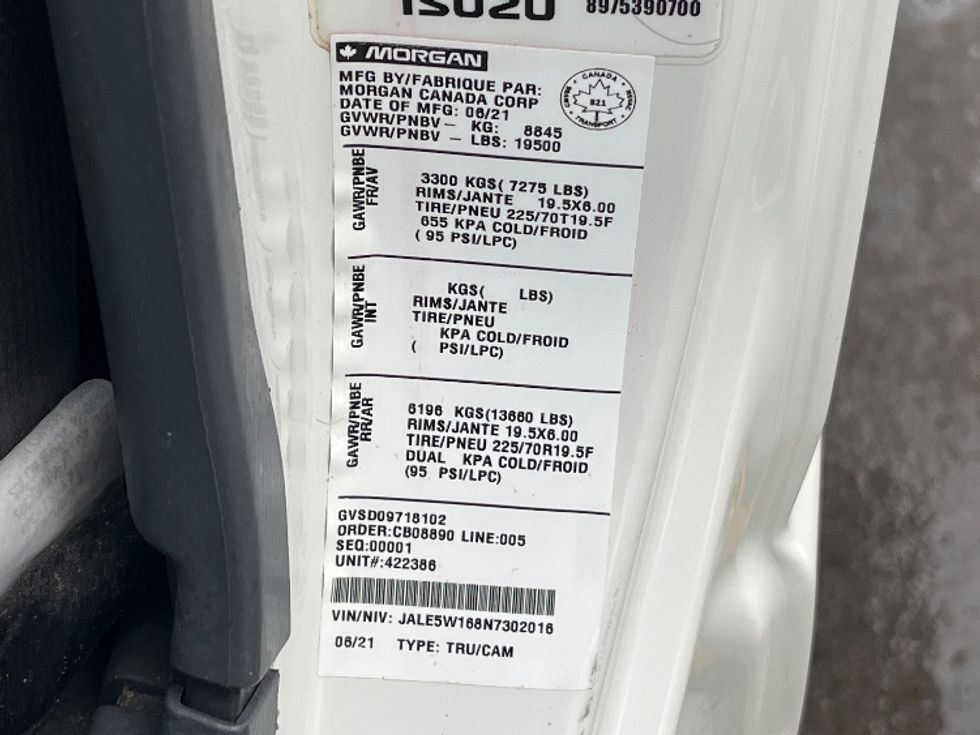 ISUZU
8975390700
MORGAN
MFG BY/FABRIQUE PAR:
MORGAN CANADA CORP
DATE OF MFG: 06/21
GVWR/PNBV— KG: 8845
GVWR/PNBV — LBS: 19500
CANADA
821
TRANSPORT
GAWR/PNBE
FR/AV
3300 KGS( 7275 LBS)
RIMS/JANTE 19.5X6.00
TIRE/PNEU 225/70T19.5F
655 KPA COLD/FROID
( 95 PSI/LPC)
GAWR/PNBE
INT
KGS( LBS)
RIMS/JANTE
TIRE/PNEU
KPA COLD/FROID
( PSI/LPC)
GAWR/PNBE
RR/AR
6196 KGS(13660 LBS)
RIMS/JANTE 19.5X6.00
TIRE/PNEU 225/70R19.5F
DUAL KPA COLD/FROID
(95 PSI/LPC)
GVSD09718102
ORDER:CB08890 LINE:005
SEQ:00001
UNIT#:422386
VIN/NIV: JALE5W168N7302016
06/21 TYPE: TRU/CAM